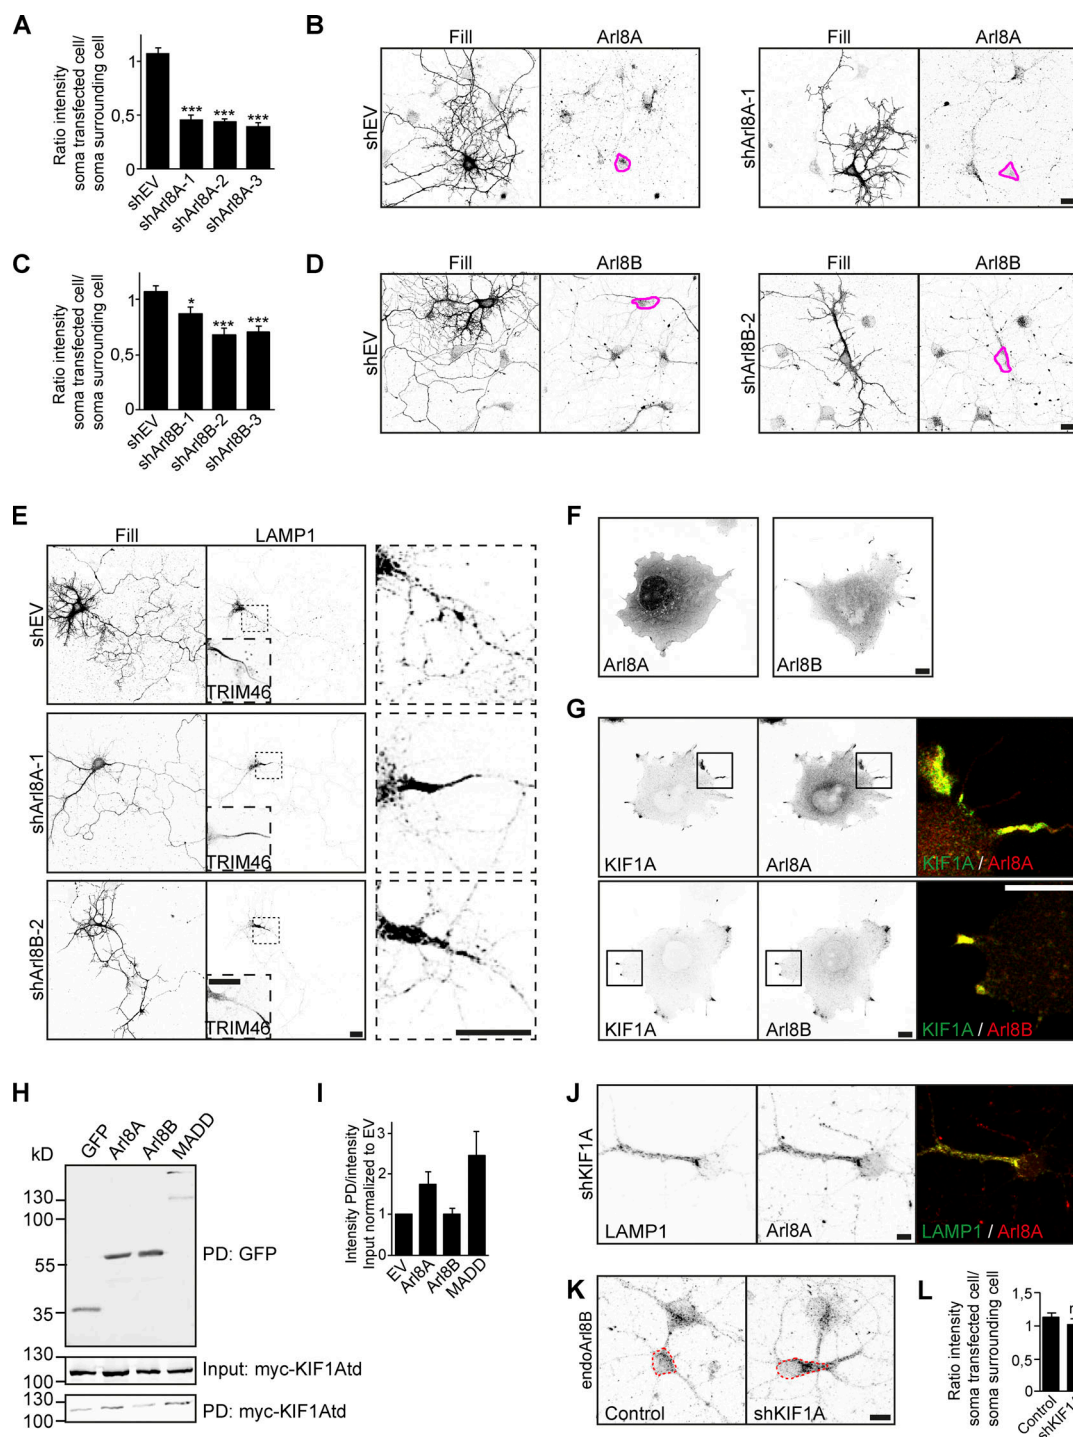 A
Ratio intensity
soma transfected cell/
soma surrounding cell
1
0.5
0
***
***
***
shEV
shArl8A-1
shArl8A-2
shArl8A-3
B
Fill
Arl8A
shEV
Fill
Arl8A
shArl8A-1
C
Ratio intensity
soma transfected cell/
soma surrounding cell
1
0.5
0
*
***
***
shEV
shArl8B-1
shArl8B-2
shArl8B-3
D
Fill
Arl8B
shEV
Fill
Arl8B
shArl8B-2
E
Fill
LAMP1
shEV
TRIM46
shArl8A-1
TRIM46
shArl8B-2
TRIM46
F
Arl8A
Arl8B
G
KIF1A
Arl8A
KIF1A / Arl8A
KIF1A
Arl8B
KIF1A / Arl8B
H
kD
GFP
Arl8A
Arl8B
MADD
130
100
55
35
PD: GFP
130
100
Input: myc-KIF1Atd
130
100
PD: myc-KIF1Atd
I
Intensity PD/intensity
Input normalized to EV
3
2
1
0
EV
Arl8A
Arl8B
MADD
J
shKIF1A
LAMP1
Arl8A
LAMP1 / Arl8A
K
endoArl8B
Control
shKIF1A
L
Ratio intensity
soma transfected cell/
soma surrounding cell
1,5
1
0,5
0
Control